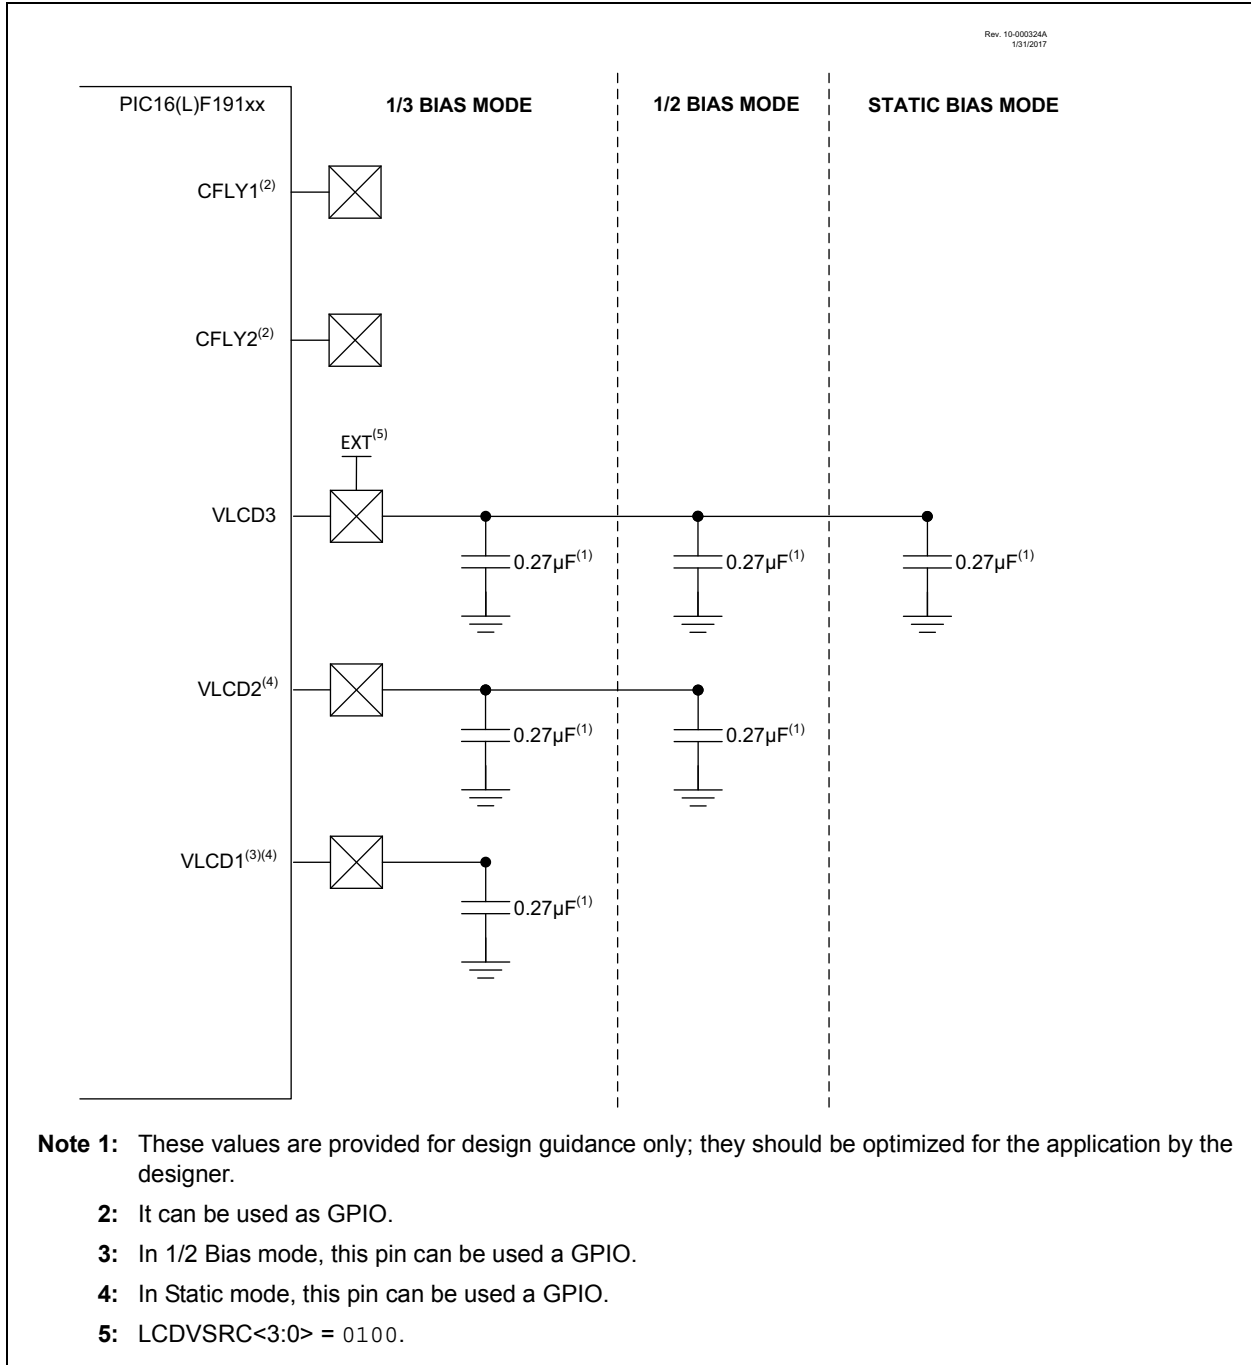 Rev. 10-000324A
1/31/2017
PIC16(L)F191xx
1/3 BIAS MODE
1/2 BIAS MODE
STATIC BIAS MODE
CFLY1(2)
CFLY2(2)
EXT(5)
VLCD3
0.27µF(1)
0.27µF(1)
0.27µF(1)
VLCD2(4)
0.27µF(1)
0.27µF(1)
VLCD1(3)(4)
0.27µF(1)
Note 1: These values are provided for design guidance only; they should be optimized for the application by the
designer.
2: It can be used as GPIO.
3: In 1/2 Bias mode, this pin can be used a GPIO.
4: In Static mode, this pin can be used a GPIO.
5: LCDVSRC<3:0> = 0100.